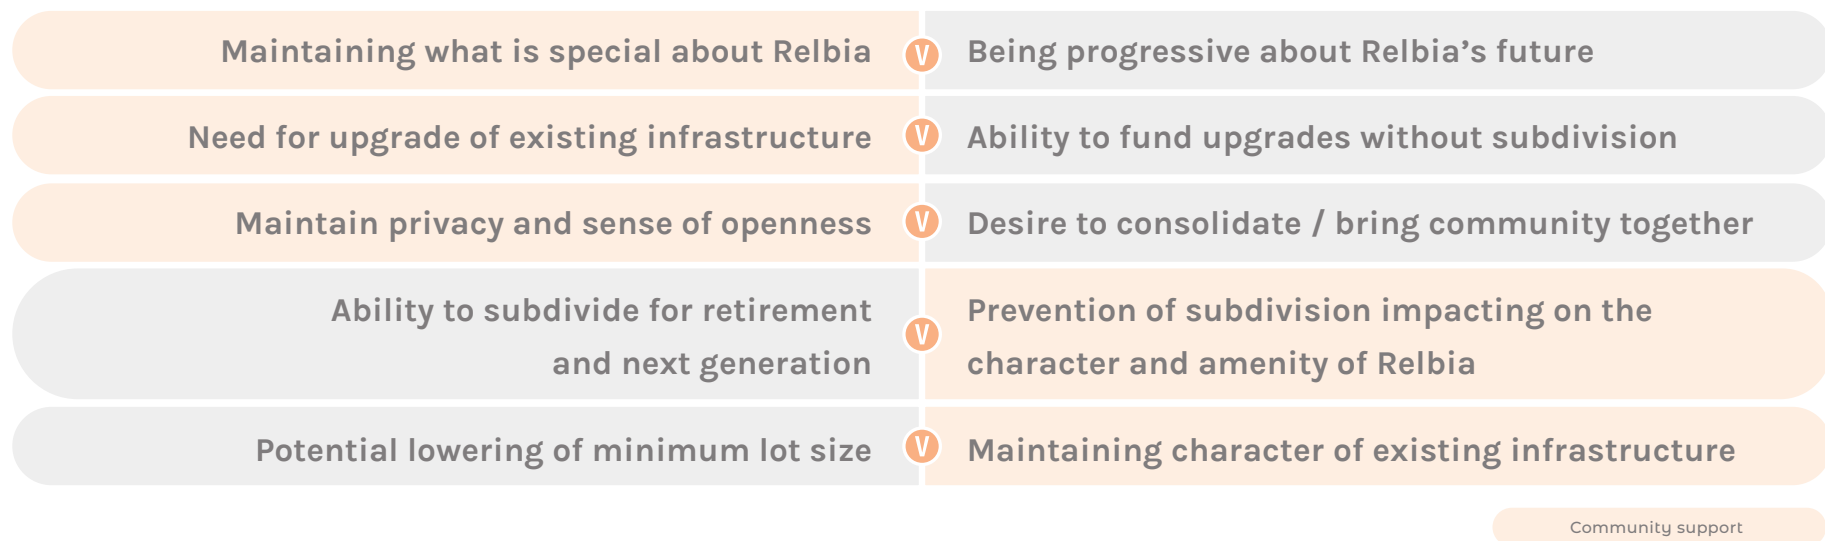 Maintaining what is special about Relbia V Being progressive about Relbia’s future
Need for upgrade of existing infrastructure V Ability to fund upgrades without subdivision
Maintain privacy and sense of openness V Desire to consolidate / bring community together
Ability to subdivide for retirement
and next generation
V
Prevention of subdivision impacting on the
character and amenity of Relbia
Potential lowering of minimum lot size V Maintaining character of existing infrastructure
Community support